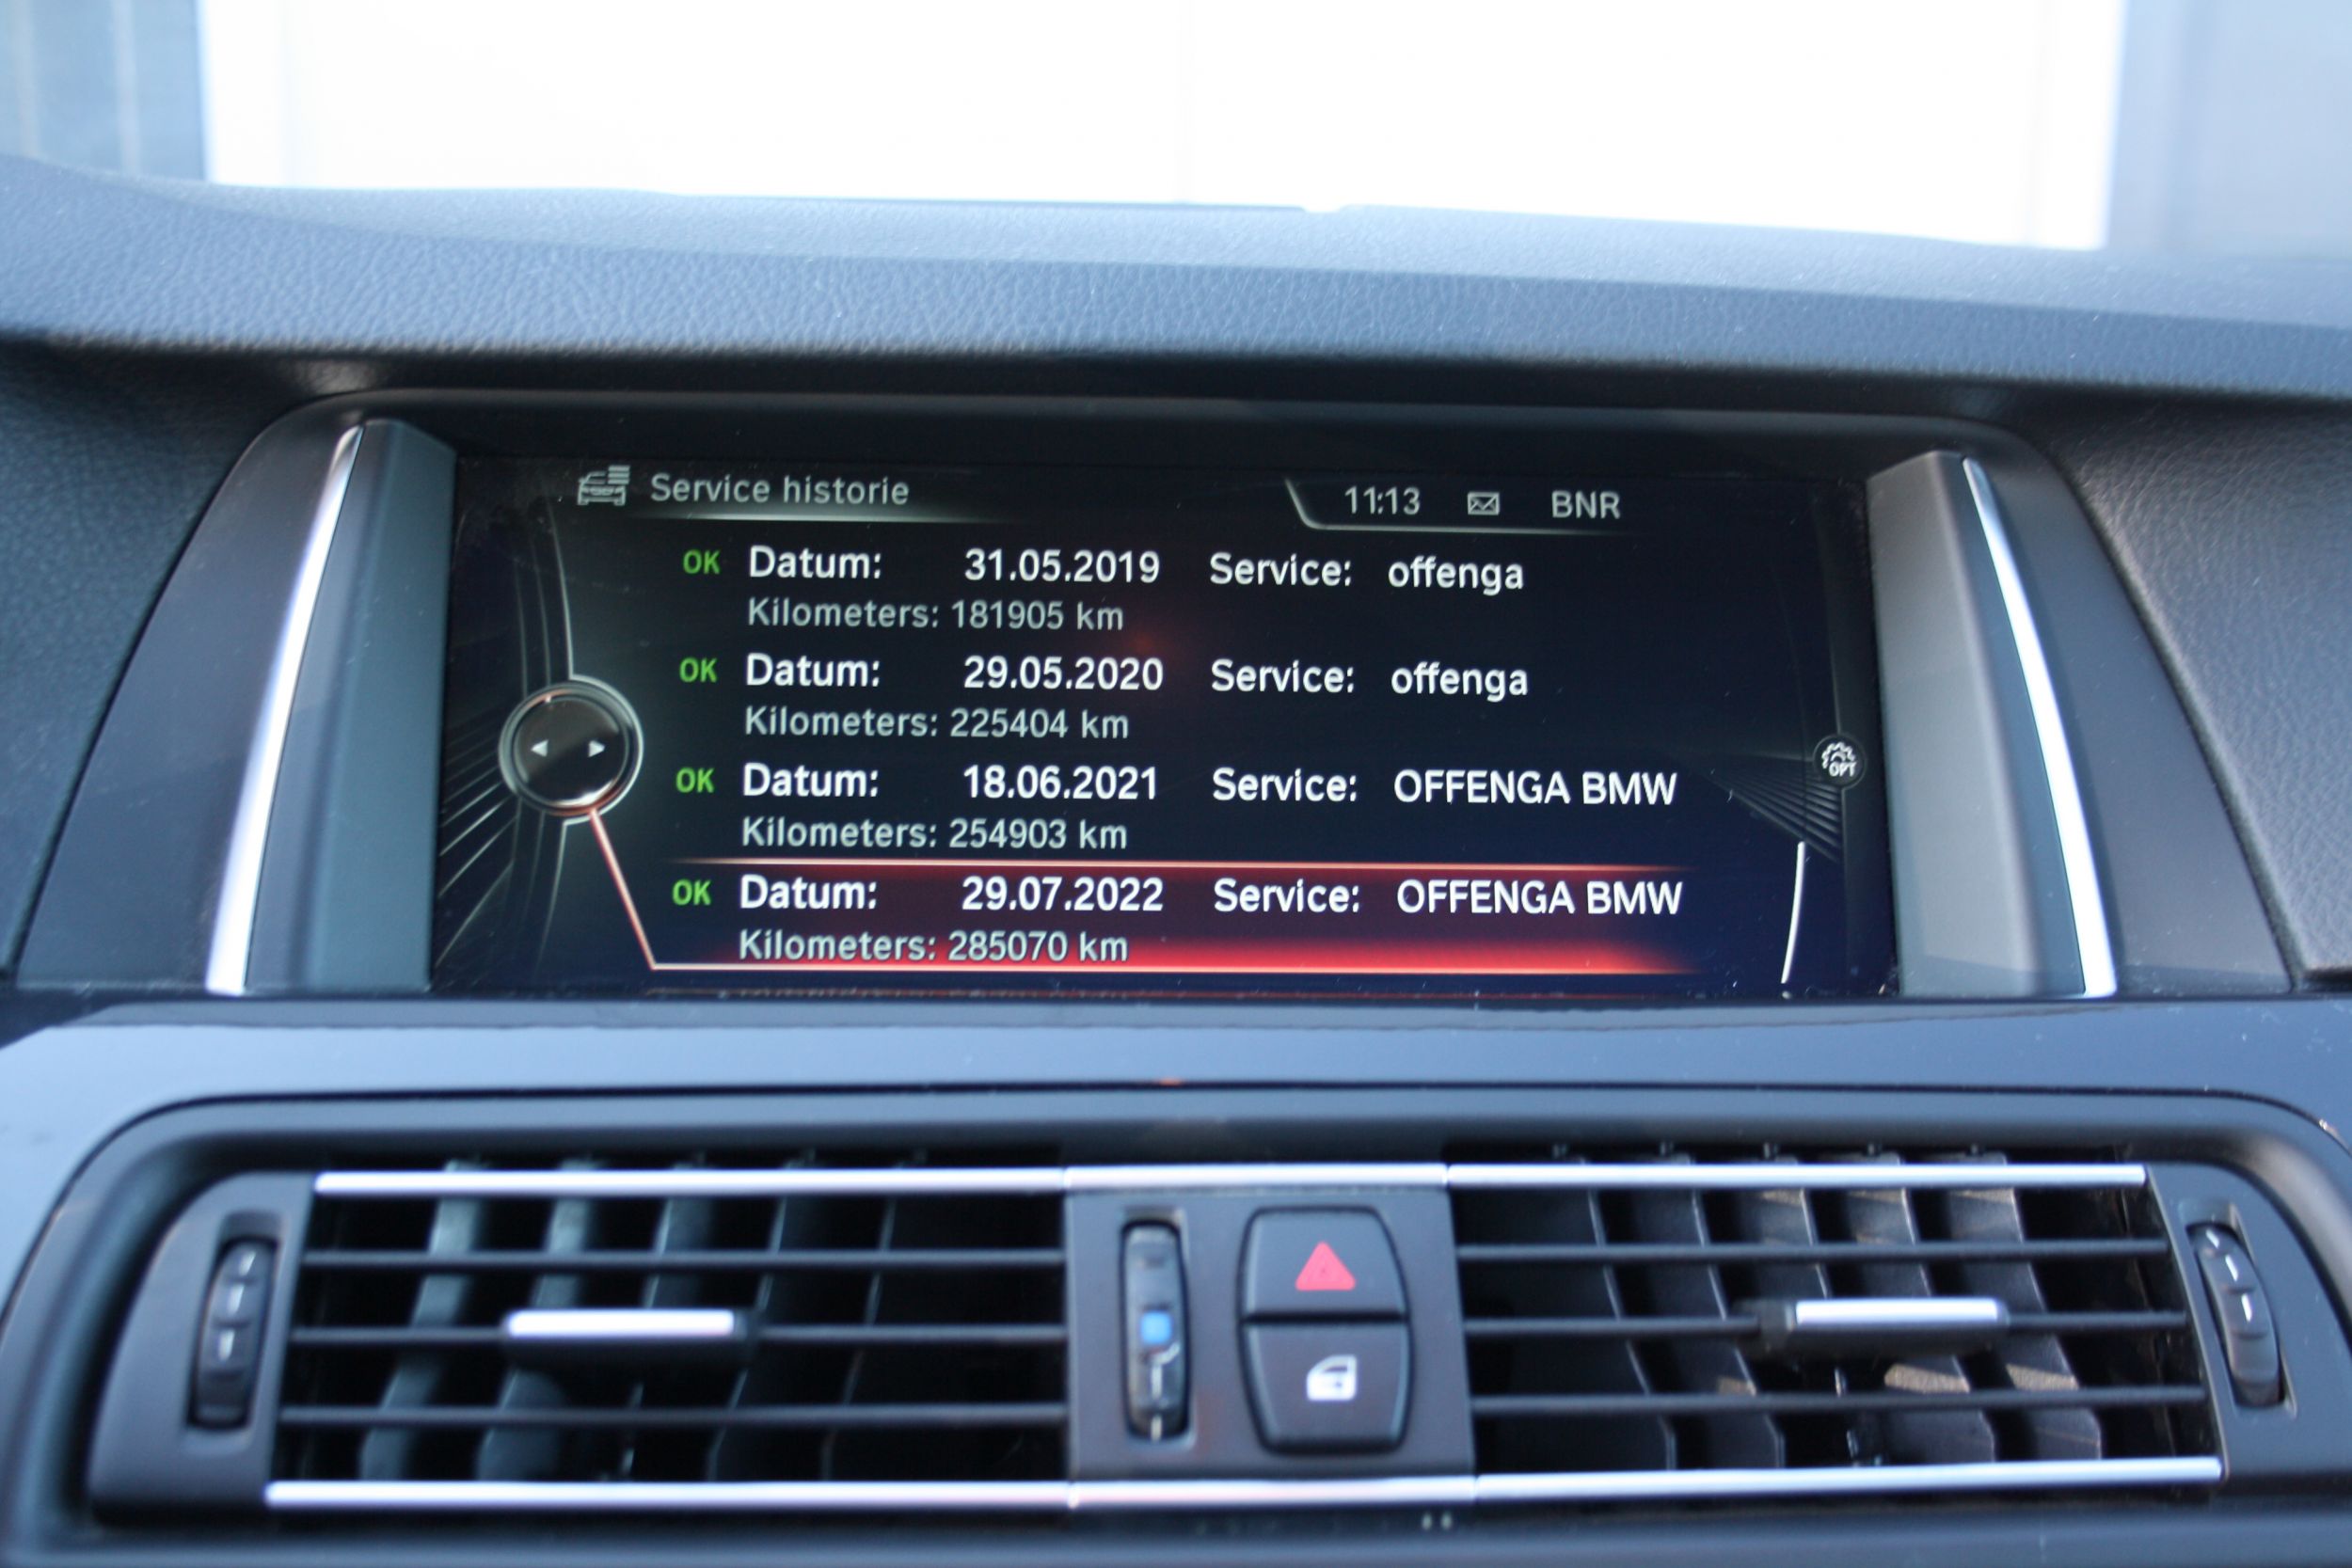 Service historie 11:13 BNR
OK Datum: 31.05.2019 Service: offenga
Kilometers: 181905 km
OK Datum: 29.05.2020 Service: offenga
Kilometers: 225404 km
OK Datum: 18.06.2021 Service: OFFENGA BMW
Kilometers: 254903 km
OPT
OK Datum: 29.07.2022 Service: OFFENGA BMW
Kilometers: 285070 km